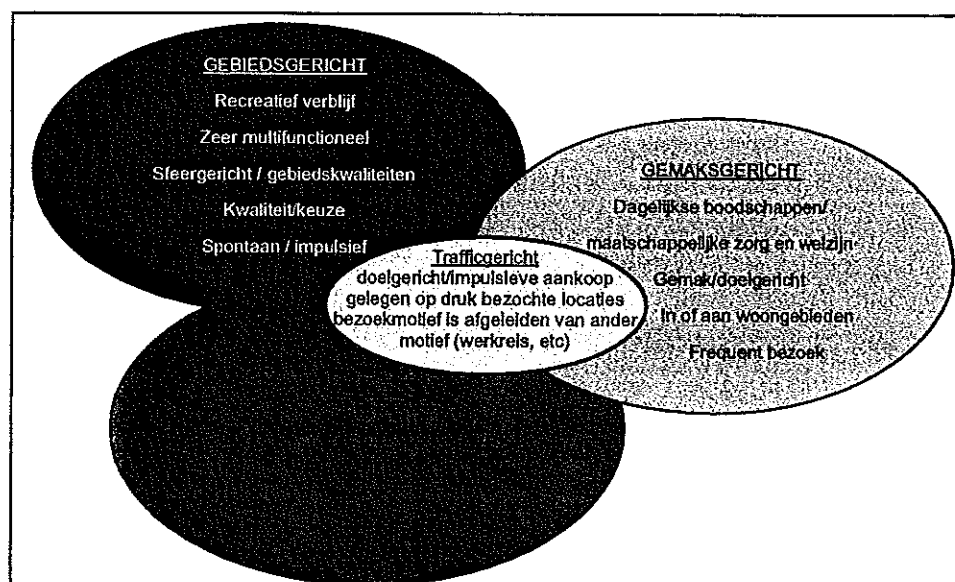 GEBIEDSGERICHT
Recreatief verblijf
Zeer multifunctioneel
Sfeergericht / gebiedskwaliteiten
Kwaliteit/keuze
Spontaan / impulsief
GEMAKSGERICHT
Dagelijkse boodschappen/
maatschappelijke zorg en welzijn
Gemak/doelgericht
In of aan woongebieden
Frequent bezoek
Trafficgericht
doelgericht/impulsieve aankoop
gelegen op druk bezochte locaties
bezoekmotief is afgeleiden van ander
motief (werkreis, etc)